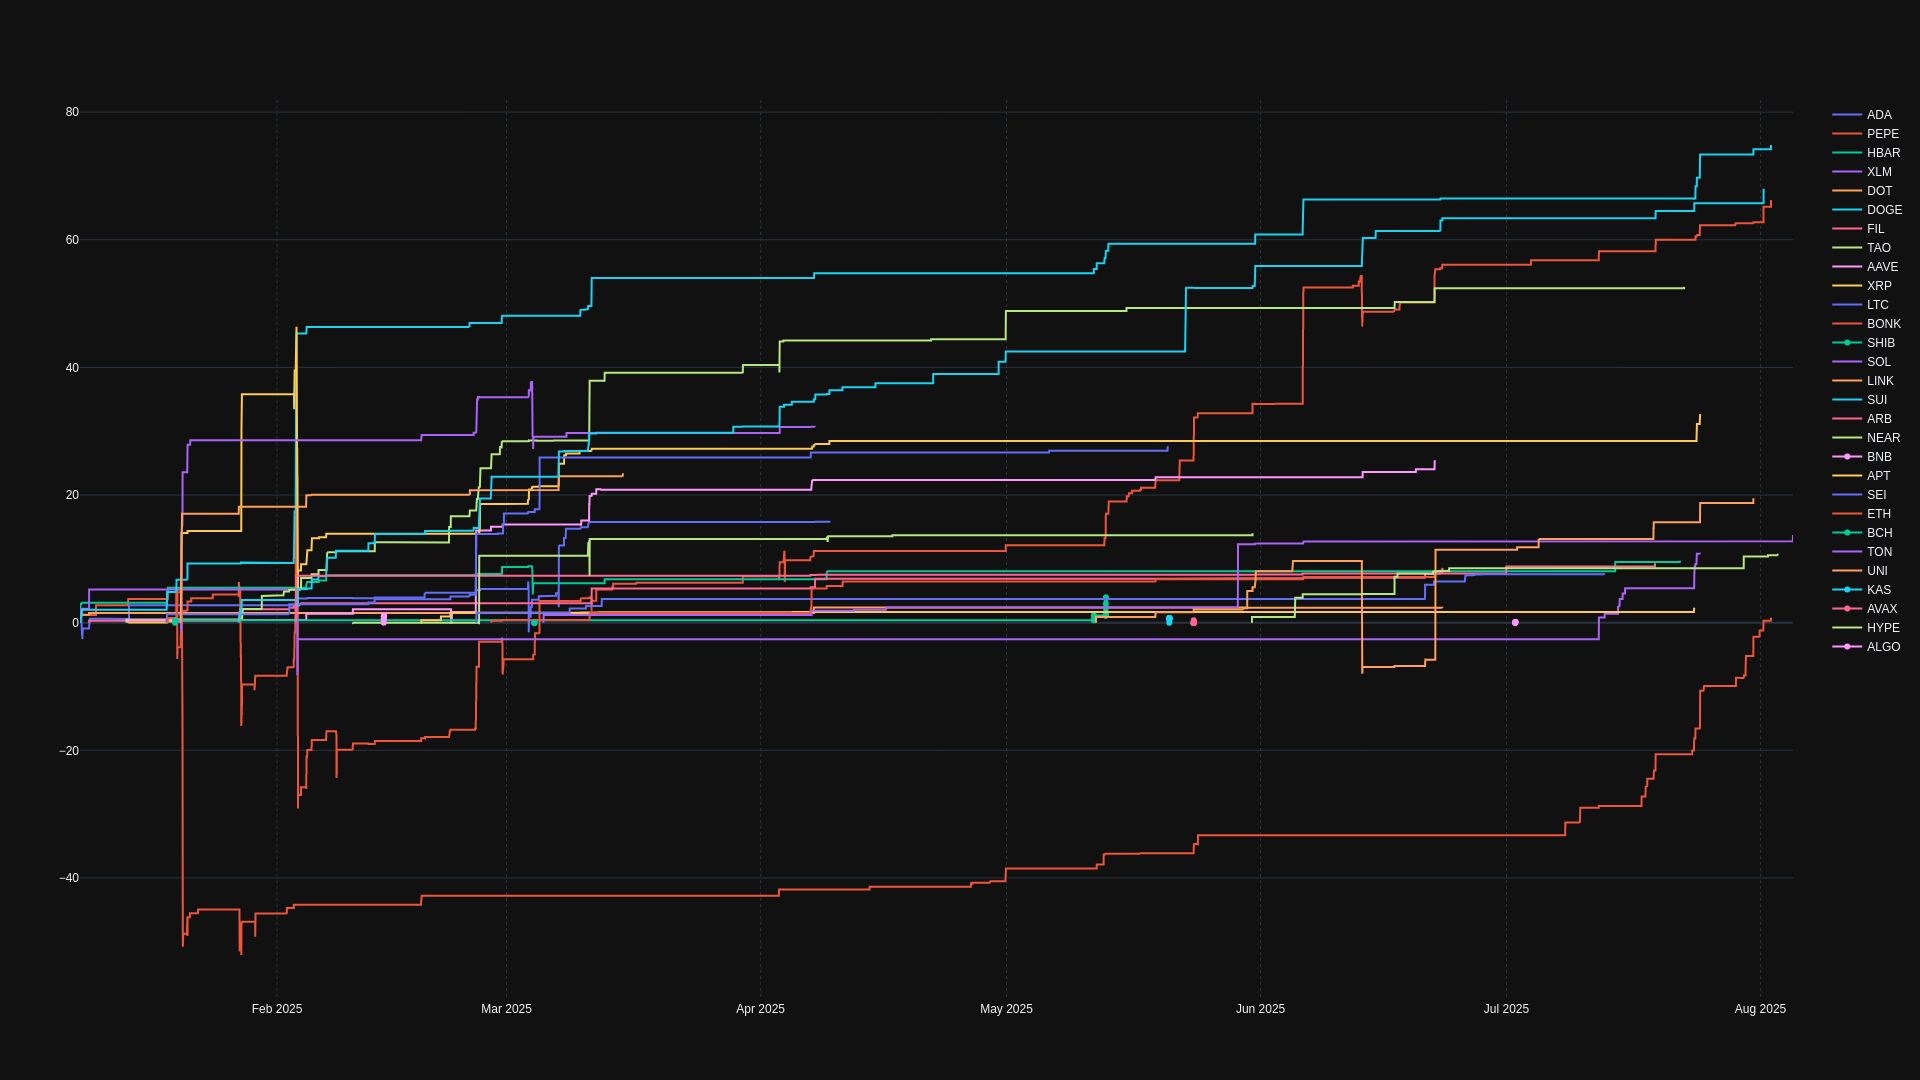 80
60
40
20
0
−20
−40
Feb 2025
Mar 2025
Apr 2025
May 2025
Jun 2025
Jul 2025
Aug 2025
ADA
PEPE
HBAR
XLM
DOT
DOGE
FIL
TAO
AAVE
XRP
LTC
BONK
SHIB
SOL
LINK
SUI
ARB
NEAR
BNB
APT
SEI
ETH
BCH
TON
UNI
KAS
AVAX
HYPE
ALGO